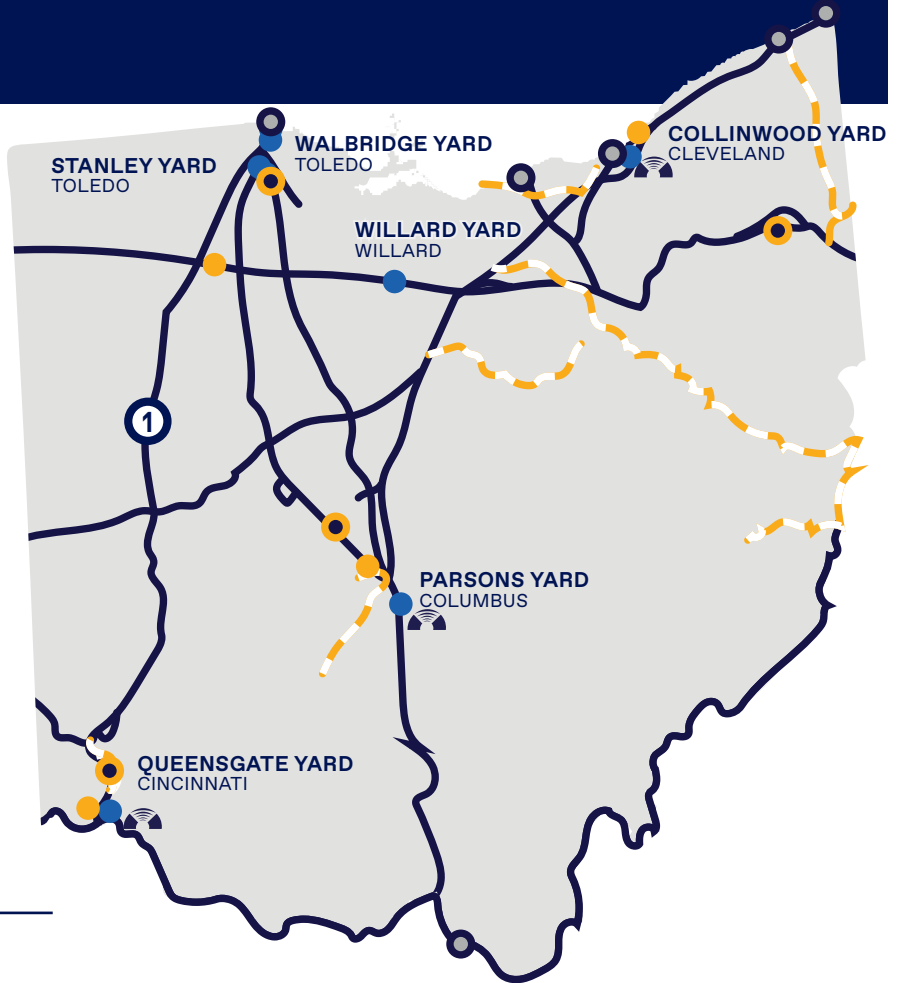 COLLINWOOD YARD
CLEVELAND
WALBRIDGE YARD
TOLEDO
STANLEY YARD
TOLEDO
WILLARD YARD
WILLARD
1
PARSONS YARD
COLUMBUS
QUEENSGATE YARD
CINCINNATI